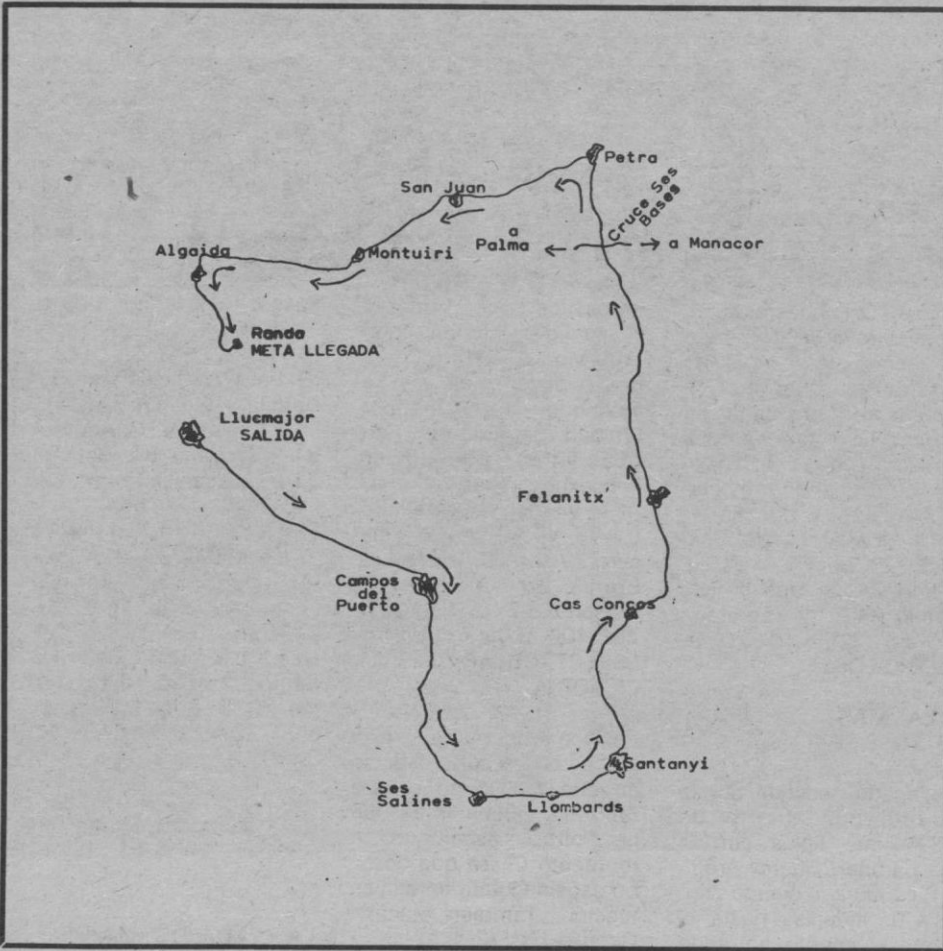 Petra
San Juan
Cruce Ses
Bases
a
Palma
a Manacor
Algaida
Montuiri
Randa
META LLEGADA
Llucmajor
SALIDA
Felanitx
Campos
del
Puerto
Cas Concos
Santanyi
Ses
Salines
Llombards